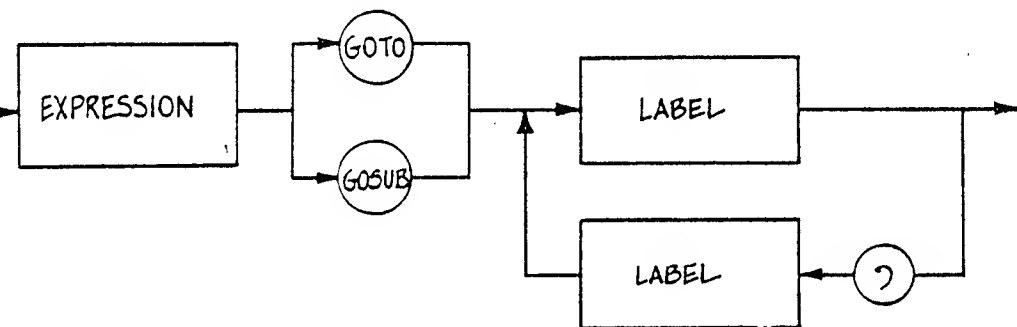 EXPRESSION
GOTO
GOSUB
LABEL
LABEL
,